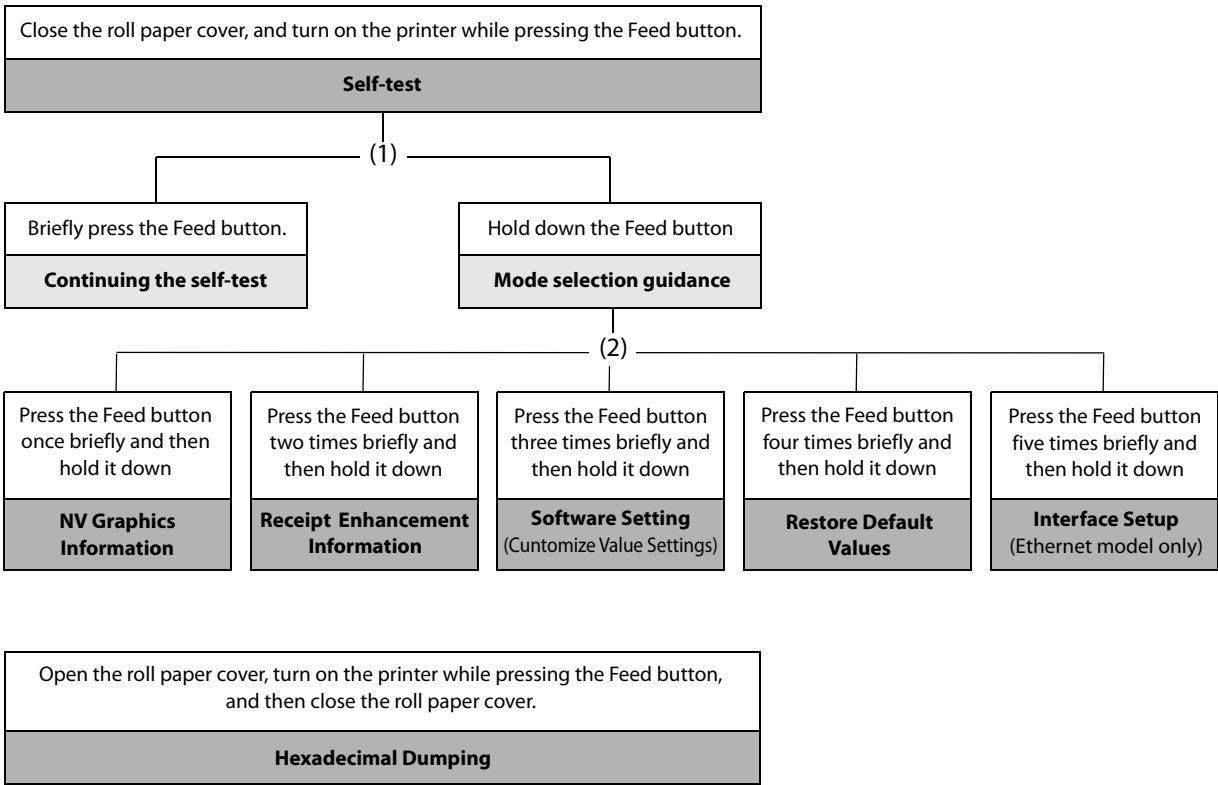 Close the roll paper cover, and turn on the printer while pressing the Feed button.
Self-test
(1)
Briefly press the Feed button.
Continuing the self-test
Hold down the Feed button
Mode selection guidance
(2)
Press the Feed button
once briefly and then
hold it down
NV Graphics
Information
Press the Feed button
two times briefly and
then hold it down
Receipt Enhancement
Information
Press the Feed button
three times briefly and
then hold it down
Software Setting
(Cuntomize Value Settings)
Press the Feed button
four times briefly and
then hold it down
Restore Default
Values
Press the Feed button
five times briefly and
then hold it down
Interface Setup
(Ethernet model only)
Open the roll paper cover, turn on the printer while pressing the Feed button,
and then close the roll paper cover.
Hexadecimal Dumping